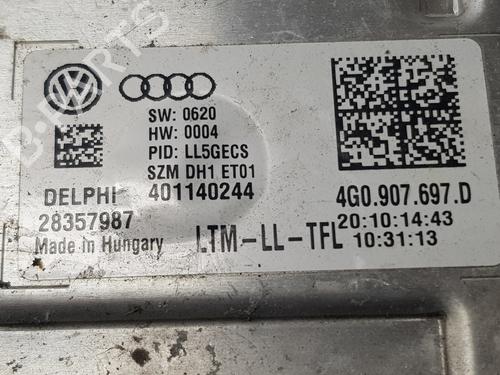 SW: 0620
HW: 0004
PID: LL5GECS
SZM DH1 ET01
DELPHI 401140244
28357987
Made in Hungary
LTM-LL-TFL
4G0.907.697.D
20:10:14:43
10:31:13
B-PARTS